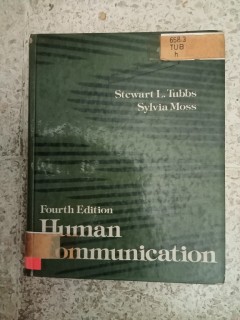 658.3
TUB
h
Stewart L. Tubbs
Sylvia Moss
Fourth Edition
Human
Communication